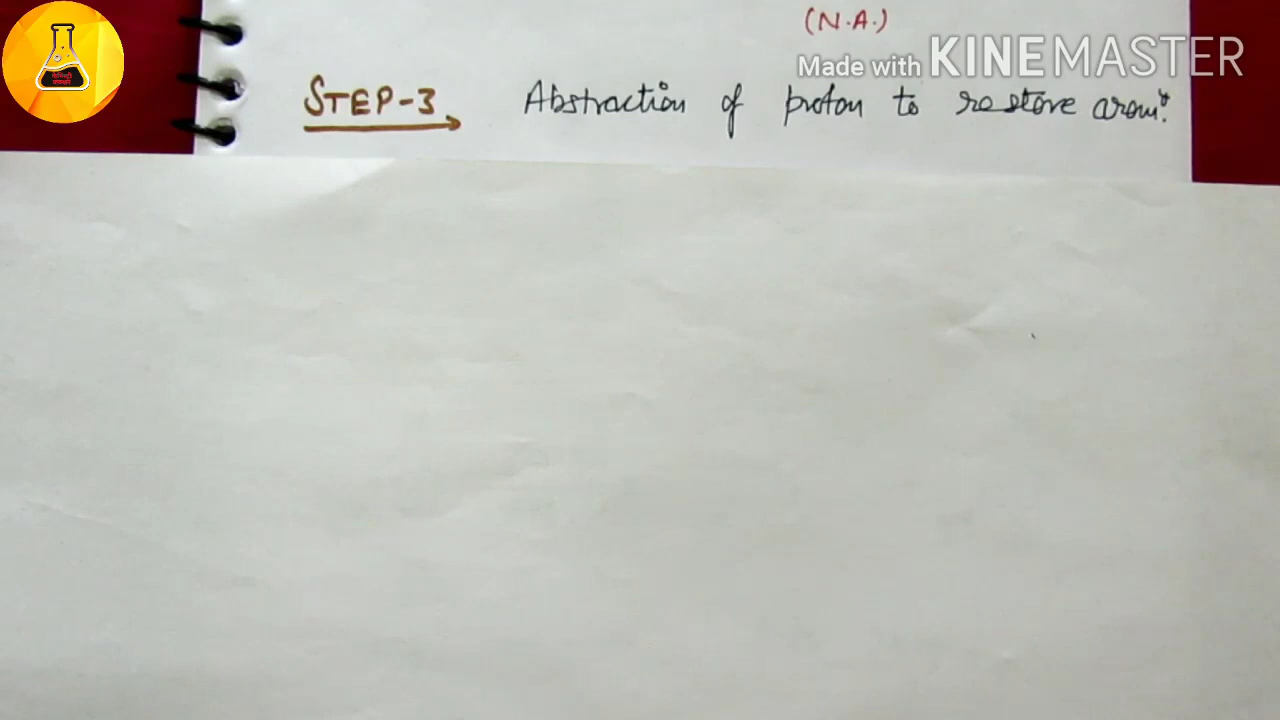 (N.A.)
Made with KINEMASTER
STEP-3 Abstraction of proton to restore arom.